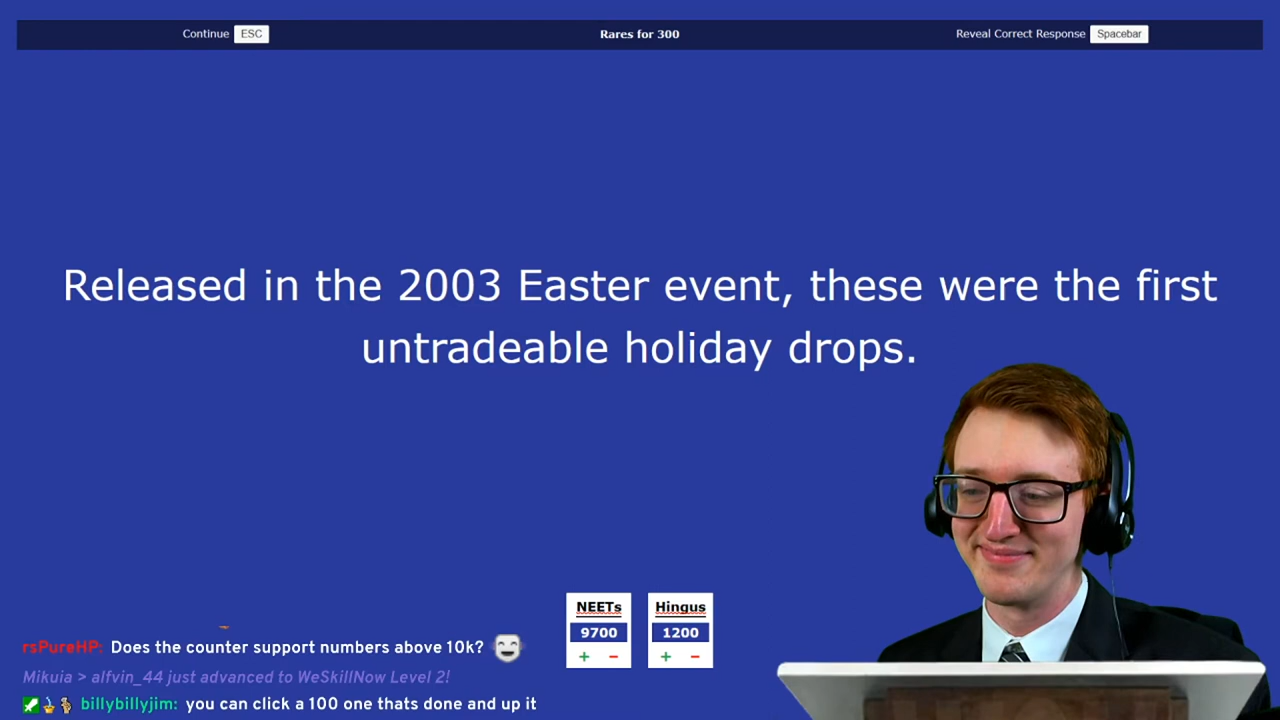 Continue ESC Rares for 300 Reveal Correct Response Spacebar
Released in the 2003 Easter event, these were the first
untradeable holiday drops.
NEETs Hingus
9700 1200
+ − + −
rsPureHP: Does the counter support numbers above 10k?
Mikuia > alfvin_44 just advanced to WeSkillNow Level 2!
billybillyjim: you can click a 100 one thats done and up it